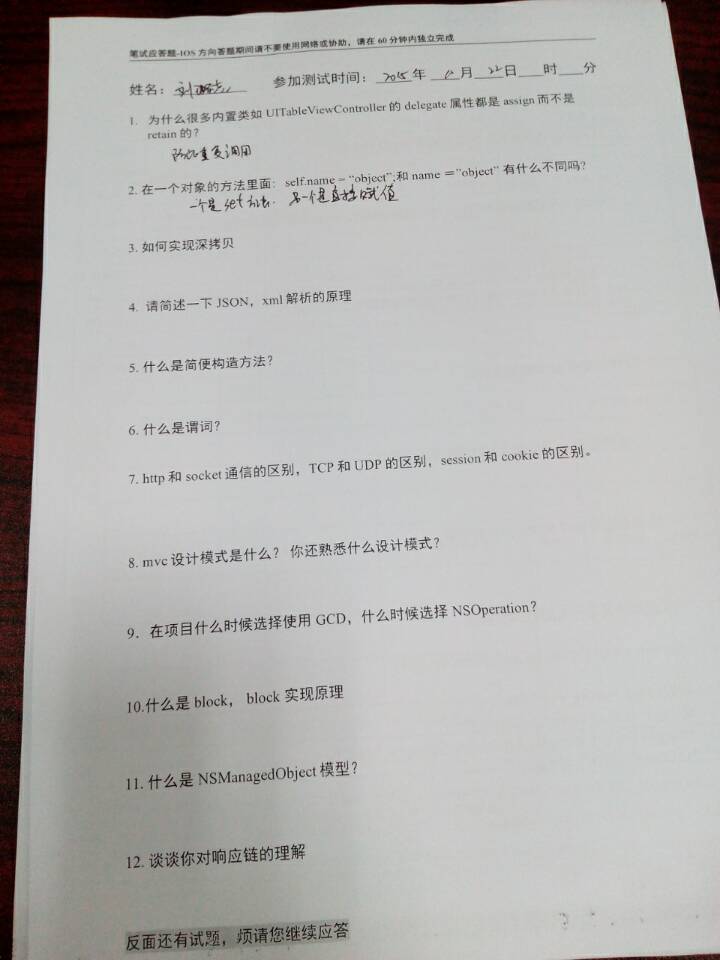 笔试应答题-IOS 方向答题期间请不要使用网络或协助，请在 60 分钟内独立完成
姓名： 参加测试时间：2015年 月22日 时 分
1. 为什么很多内置类如 UITableViewController 的 delegate 属性都是 assign 而不是
retain 的？
防止重复调用
2. 在一个对象的方法里面: self.name = “object”;和 name =”object” 有什么不同吗?
一个是 set 方法. 另一个是直接赋值
3. 如何实现深拷贝
4. 请简述一下 JSON，xml 解析的原理
5. 什么是简便构造方法？
6. 什么是谓词？
7. http 和 socket 通信的区别，TCP 和 UDP 的区别，session 和 cookie 的区别。
8. mvc 设计模式是什么？ 你还熟悉什么设计模式？
9．在项目什么时候选择使用 GCD，什么时候选择 NSOperation？
10.什么是 block， block 实现原理
11. 什么是 NSManagedObject 模型？
12. 谈谈你对响应链的理解
反面还有试题，烦请您继续应答